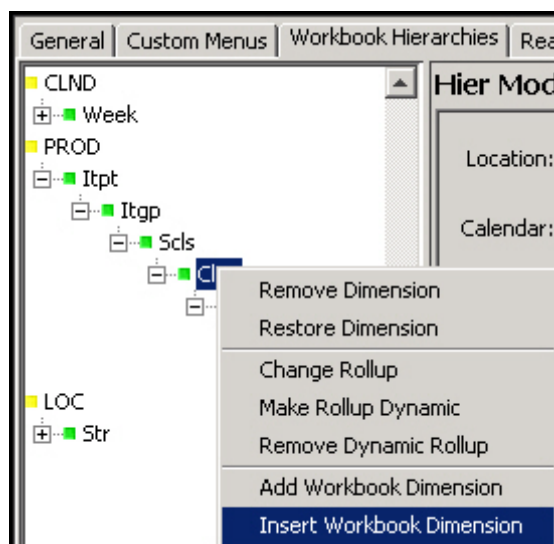 General Custom Menus Workbook Hierarchies
CLND
Week
PROD
Itpt
Itgp
Scls
LOC
Str
Hier Mod
Location:
Calendar:
Remove Dimension
Restore Dimension
Change Rollup
Make Rollup Dynamic
Remove Dynamic Rollup
Add Workbook Dimension
Insert Workbook Dimension